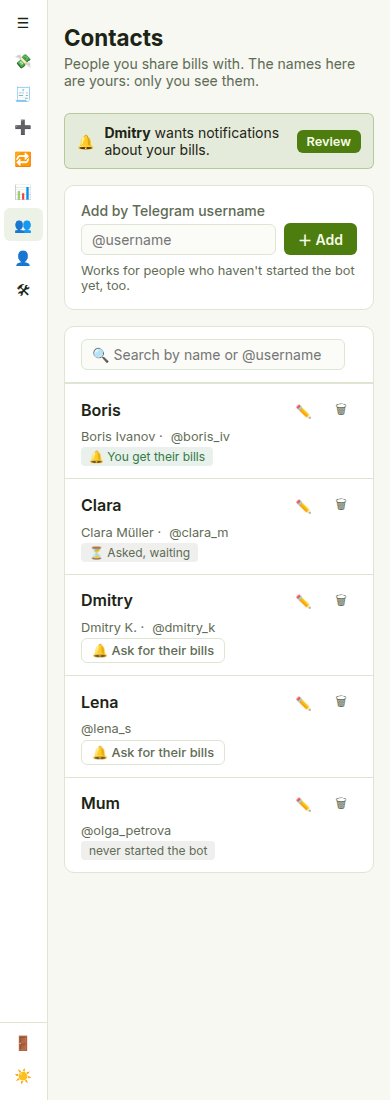 Contacts
People you share bills with. The names here
are yours: only you see them.
🔔 Dmitry wants notifications
about your bills.
Review
Add by Telegram username
@username
+ Add
Works for people who haven't started the bot
yet, too.
🔍 Search by name or @username
Boris
Boris Ivanov · @boris_iv
🔔 You get their bills
Clara
Clara Müller · @clara_m
⏳ Asked, waiting
Dmitry
Dmitry K. · @dmitry_k
🔔 Ask for their bills
Lena
@lena_s
🔔 Ask for their bills
Mum
@olga_petrova
never started the bot